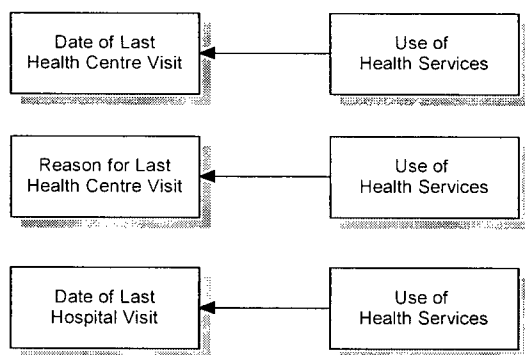 Date of Last
Health Centre Visit
Use of
Health Services
Reason for Last
Health Centre Visit
Use of
Health Services
Date of Last
Hospital Visit
Use of
Health Services